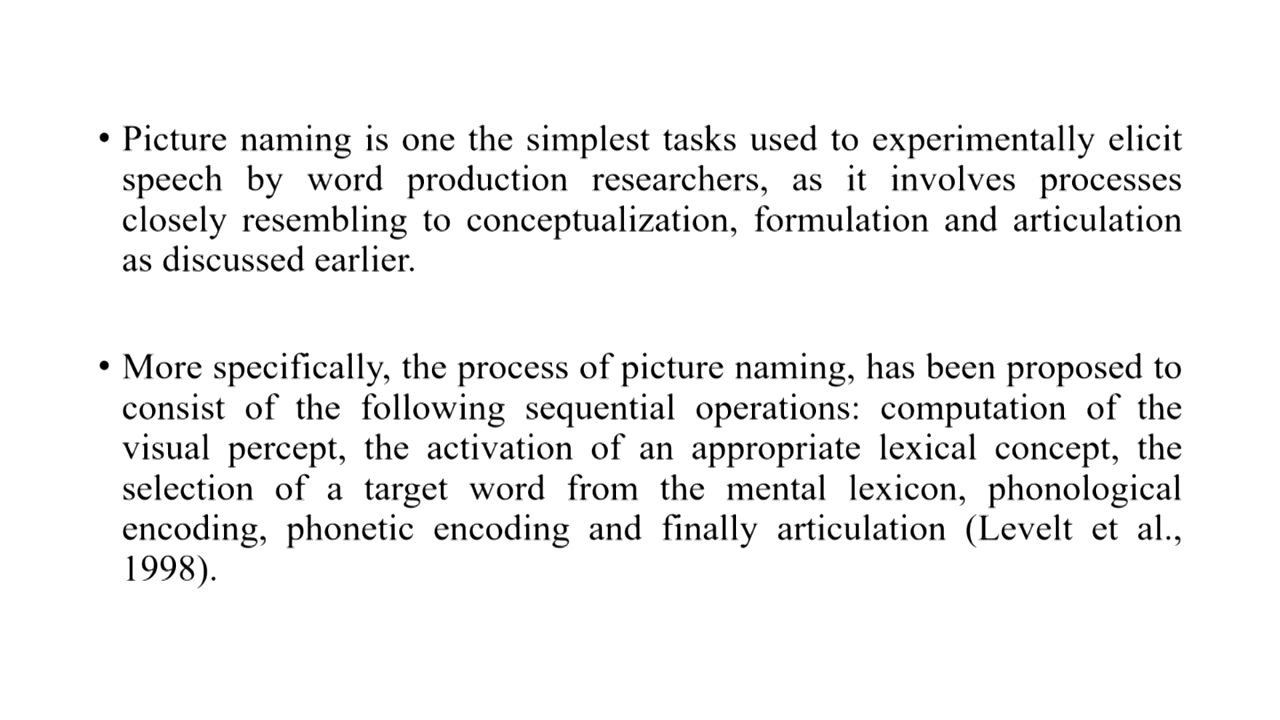 • Picture naming is one the simplest tasks used to experimentally elicit
speech by word production researchers, as it involves processes
closely resembling to conceptualization, formulation and articulation
as discussed earlier.
• More specifically, the process of picture naming, has been proposed to
consist of the following sequential operations: computation of the
visual percept, the activation of an appropriate lexical concept, the
selection of a target word from the mental lexicon, phonological
encoding, phonetic encoding and finally articulation (Levelt et al.,
1998).